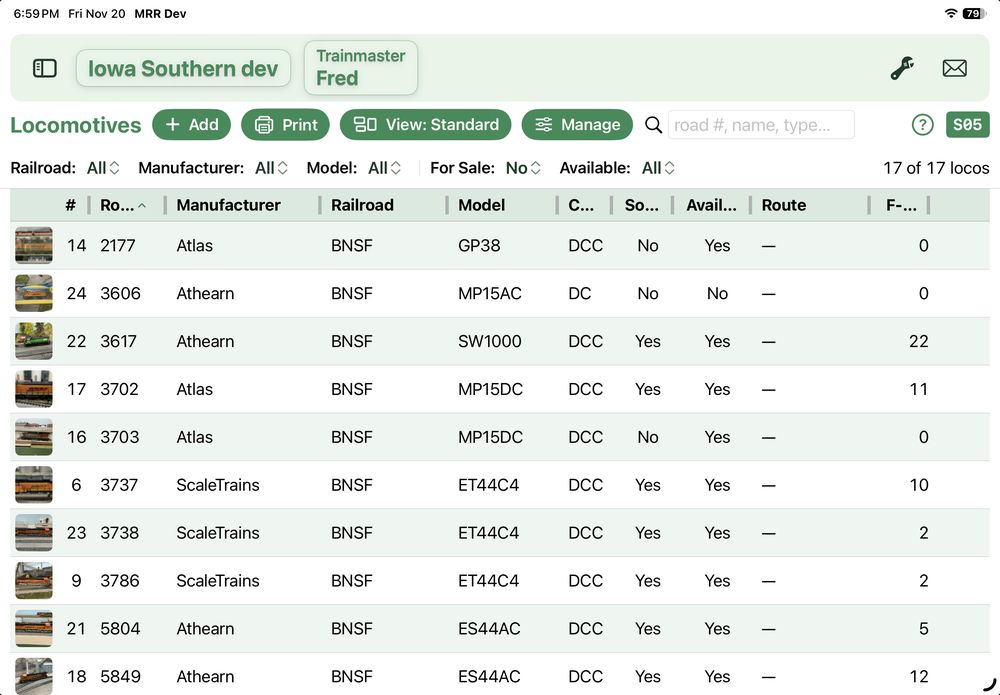 6:59 PM Fri Nov 20 MRR Dev 79
Iowa Southern dev
Trainmaster
Fred
Locomotives + Add Print View: Standard Manage road #, name, type... ? S05
Railroad: All Manufacturer: All Model: All For Sale: No Available: All 17 of 17 locos
# Ro... Manufacturer Railroad Model C... So... Avail... Route F-...
14 2177 Atlas BNSF GP38 DCC No Yes — 0
24 3606 Athearn BNSF MP15AC DC No No — 0
22 3617 Athearn BNSF SW1000 DCC Yes Yes — 22
17 3702 Atlas BNSF MP15DC DCC Yes Yes — 11
16 3703 Atlas BNSF MP15DC DCC No Yes — 0
6 3737 ScaleTrains BNSF ET44C4 DCC Yes Yes — 10
23 3738 ScaleTrains BNSF ET44C4 DCC Yes Yes — 2
9 3786 ScaleTrains BNSF ET44C4 DCC Yes Yes — 2
21 5804 Athearn BNSF ES44AC DCC Yes Yes — 5
18 5849 Athearn BNSF ES44AC DCC Yes Yes — 12